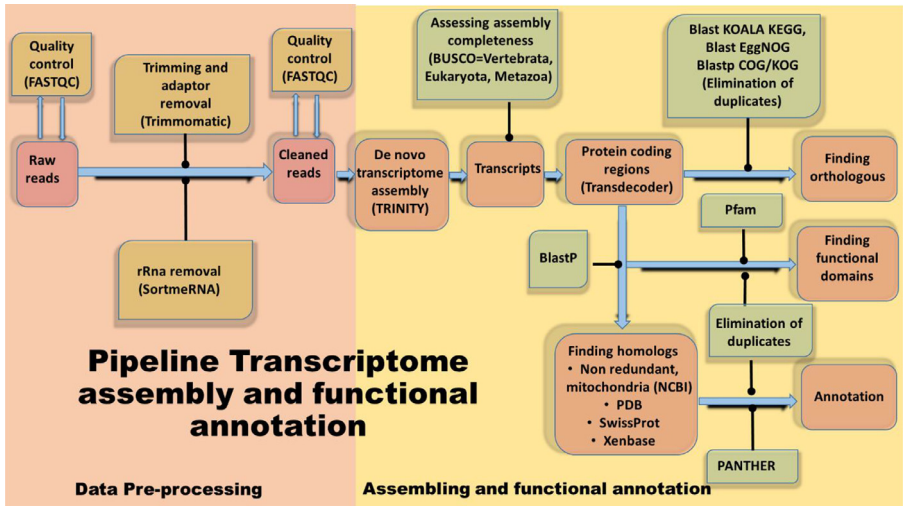 Quality
control
(FASTQC)
Trimming and
adaptor
removal
(Trimmomatic)
Quality
control
(FASTQC)
Assessing assembly
completeness
(BUSCO=Vertebrata,
Eukaryota, Metazoa)
Blast KOALA KEGG,
Blast EggNOG
Blastp COG/KOG
(Elimination of
duplicates)
Raw
reads
Cleaned
reads
De novo
transcriptome
assembly
(TRINITY)
Transcripts
Protein coding
regions
(Transdecoder)
Finding
orthologous
rRna removal
(SortmeRNA)
BlastP
Pfam
Finding
functional
domains
Elimination of
duplicates
Finding homologs
• Non redundant,
mitochondria (NCBI)
• PDB
• SwissProt
• Xenbase
Annotation
PANTHER
Pipeline Transcriptome
assembly and functional
annotation
Data Pre-processing
Assembling and functional annotation